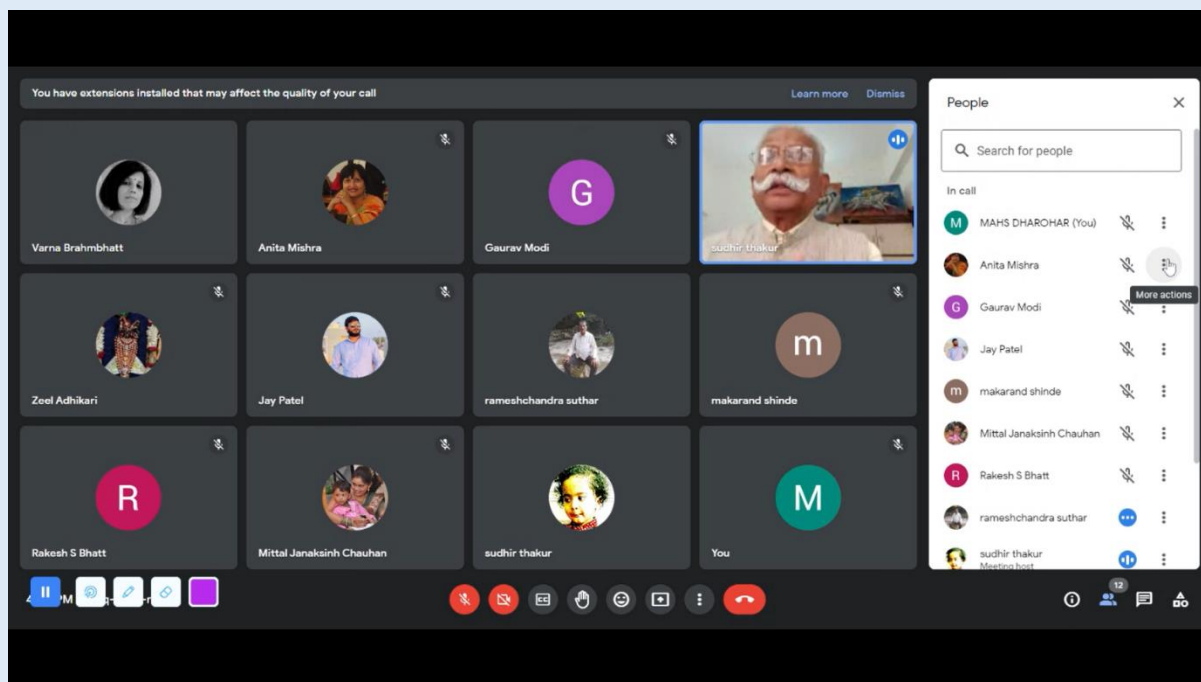 You have extensions installed that may affect the quality of your call
Learn more
Dismiss
Varna Brahmbhatt
Anita Mishra
G
Gaurav Modi
sudhir thakur
Zeel Adhikari
Jay Patel
rameshchandra suthar
m
makarand shinde
R
Rakesh S Bhatt
Mittal Janaksinh Chauhan
sudhir thakur
M
You
People
Search for people
In call
M MAHS DHAROHAR (You)
Anita Mishra
More actions
G Gaurav Modi
Jay Patel
m makarand shinde
Mittal Janaksinh Chauhan
R Rakesh S Bhatt
rameshchandra suthar
sudhir thakur
Meeting host
CC
12